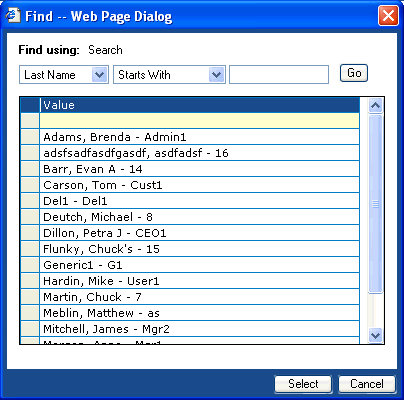 Find -- Web Page Dialog
Find using: Search
Last Name Starts With Go
Value
Adams, Brenda - Admin1
adsfsadfasdfgasdf, asdfadsf - 16
Barr, Evan A - 14
Carson, Tom - Cust1
Del1 - Del1
Deutch, Michael - 8
Dillon, Petra J - CEO1
Flunky, Chuck's - 15
Generic1 - G1
Hardin, Mike - User1
Martin, Chuck - 7
Meblin, Matthew - as
Mitchell, James - Mgr2
Select Cancel